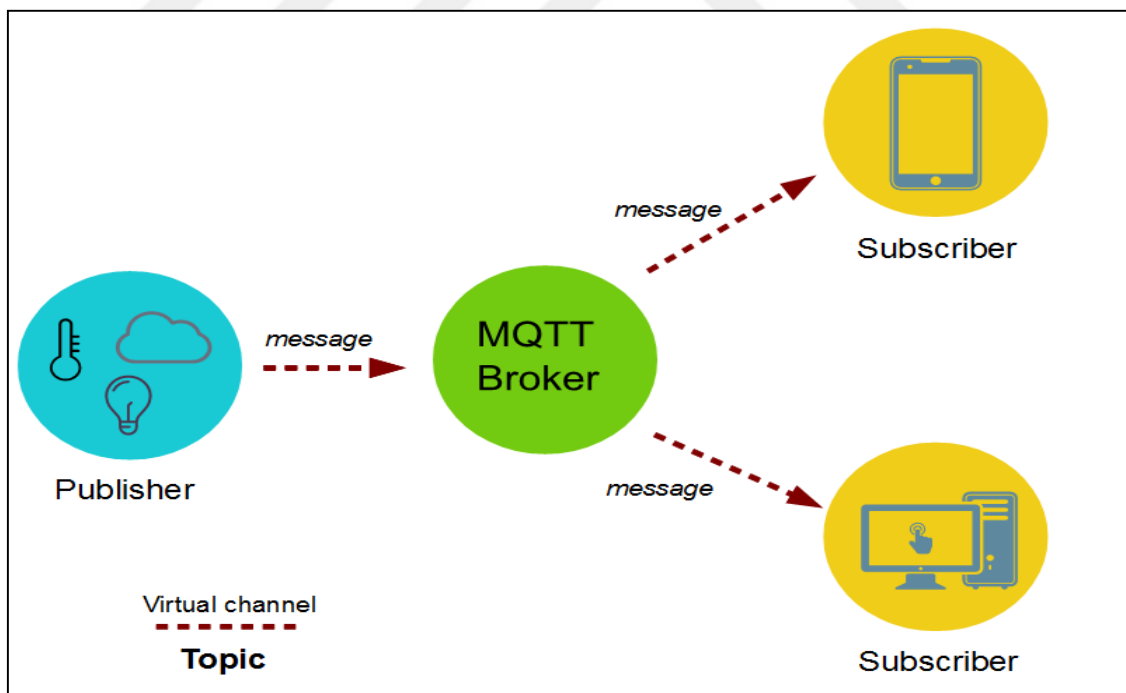 message
Subscriber
message
MQTT
Broker
Publisher
message
Subscriber
Virtual channel
Topic